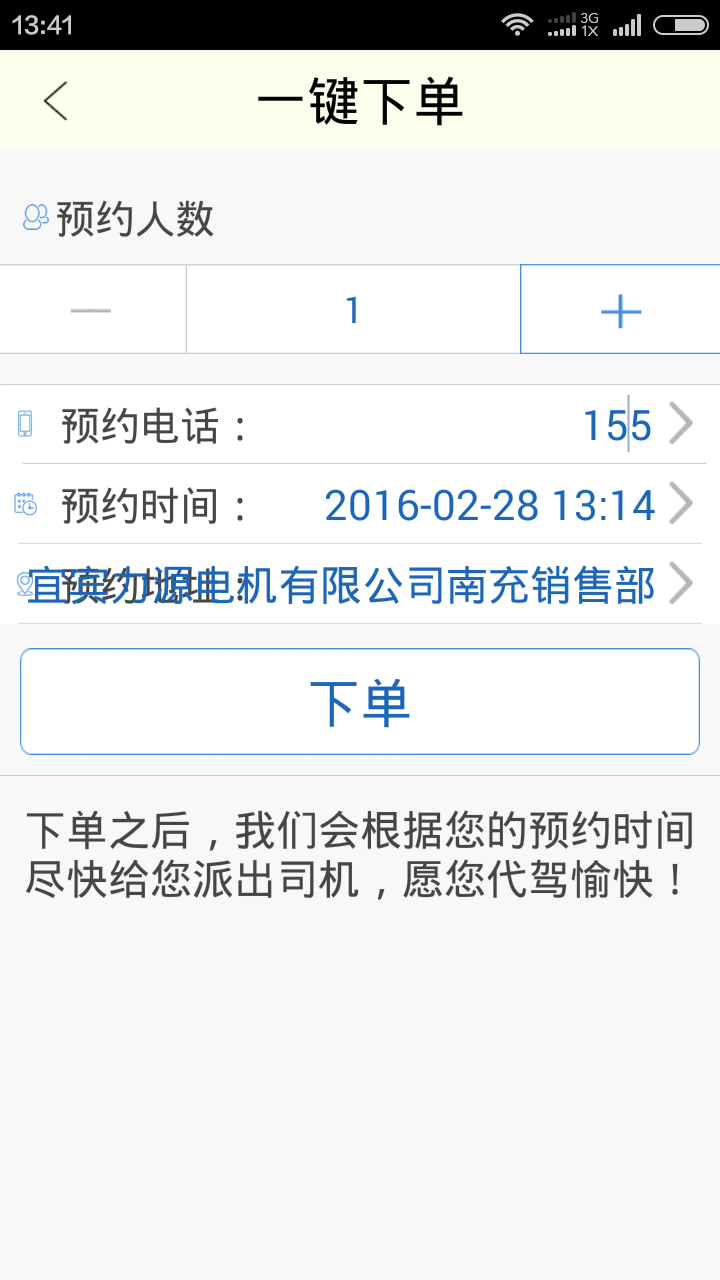 13:41
3G
1X
一键下单
预约人数
1
预约电话：
155
预约时间：
2016-02-28 13:14
预约地址：
宜宾力源电机有限公司南充销售部
下单
下单之后，我们会根据您的预约时间
尽快给您派出司机，愿您代驾愉快！